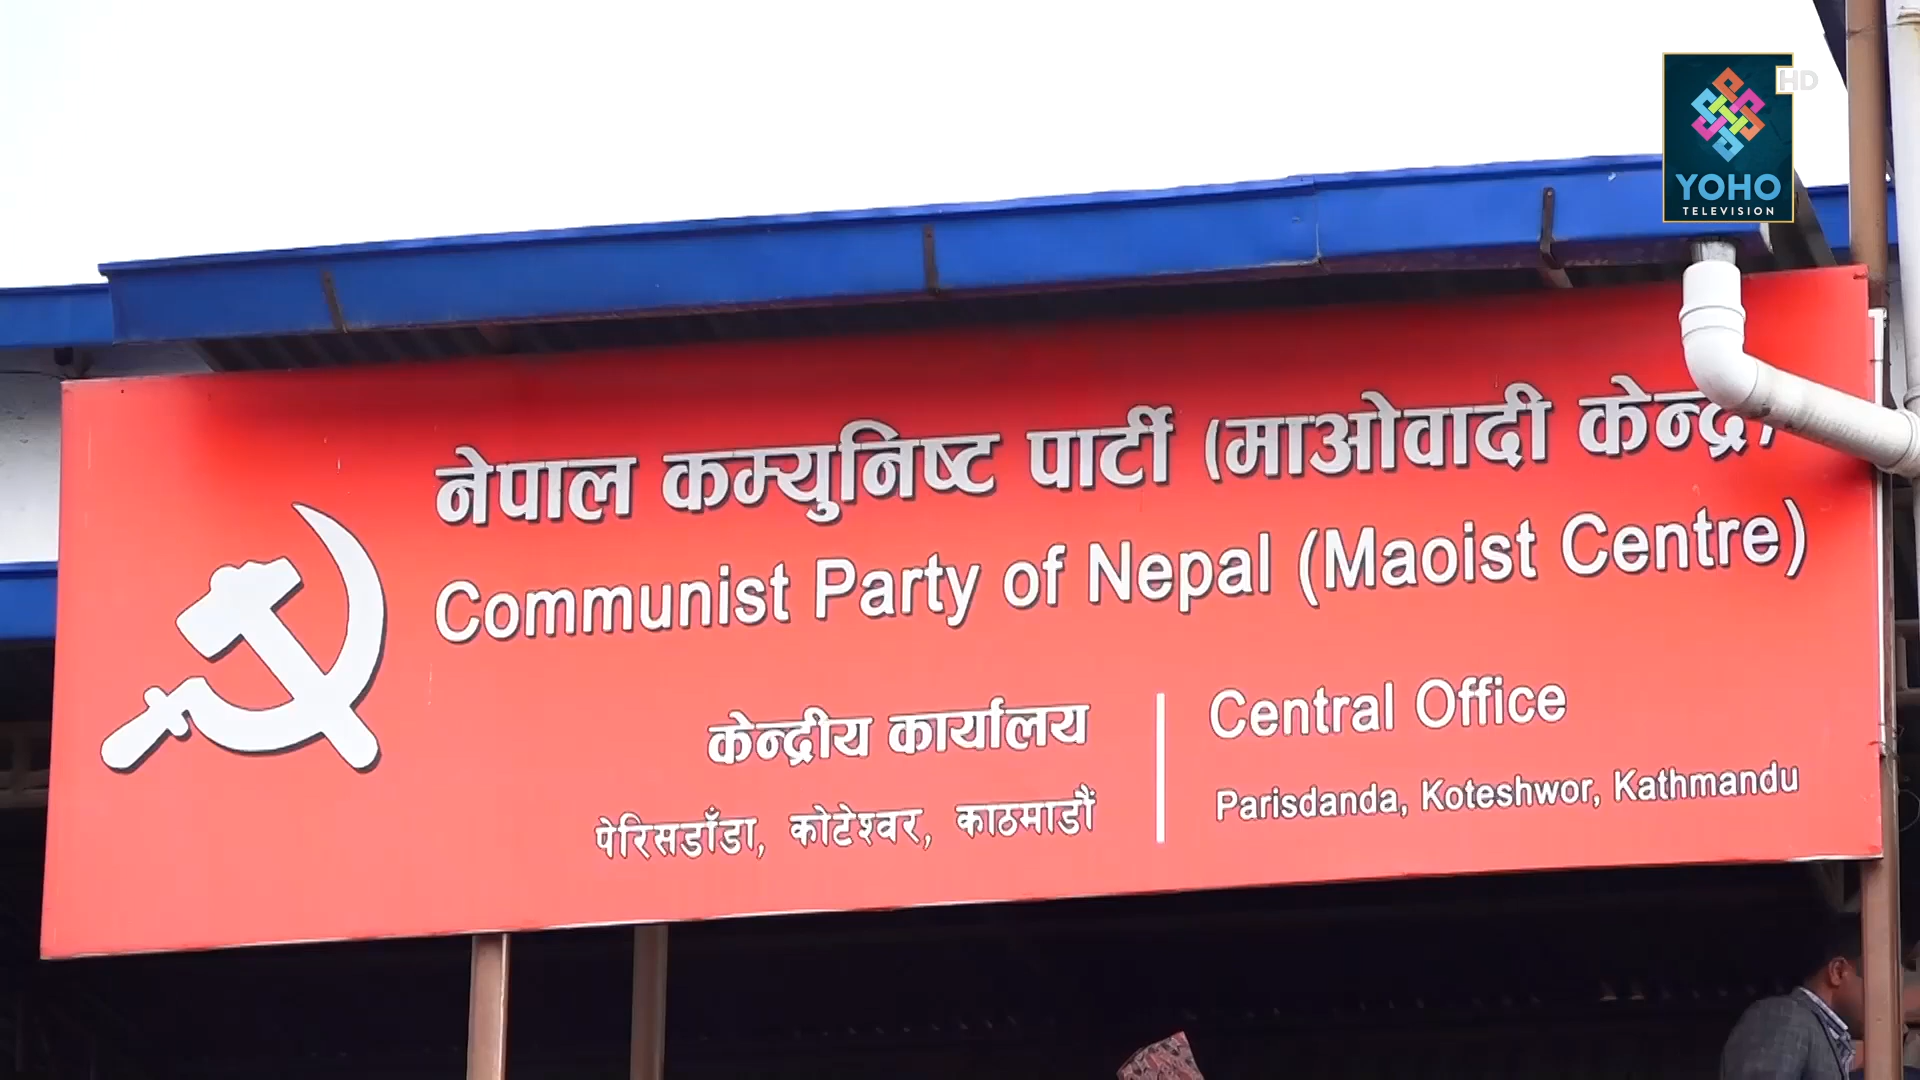 HD
YOHO
TELEVISION
नेपाल कम्युनिष्ट पार्टी (माओवादी केन्द्र)
Communist Party of Nepal (Maoist Centre)
केन्द्रीय कार्यालय
पेरिसडाँडा, कोटेश्वर, काठमाडौं
Central Office
Parisdanda, Koteshwor, Kathmandu